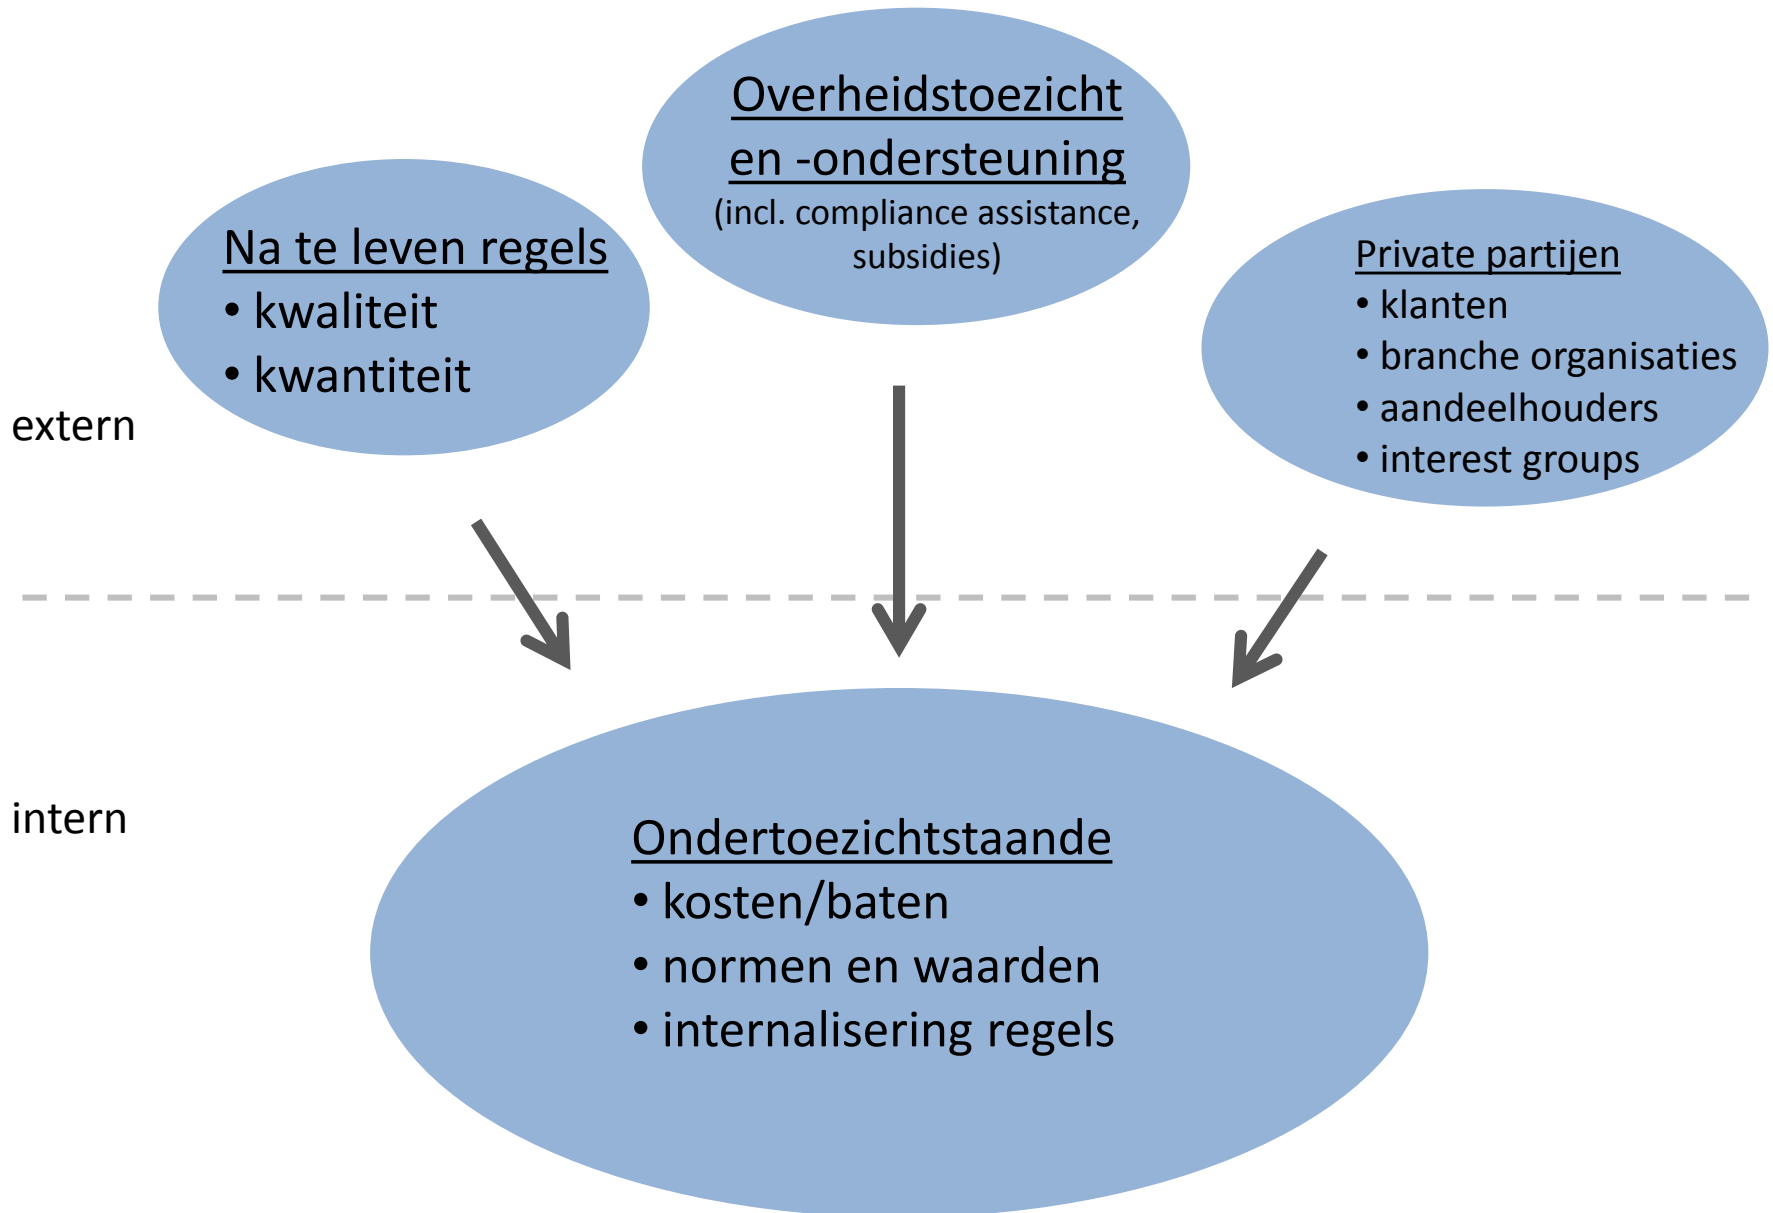 Overheidstoezicht
en -ondersteuning
(incl. compliance assistance,
subsidies)
Na te leven regels
• kwaliteit
• kwantiteit
Private partijen
• klanten
• branche organisaties
• aandeelhouders
• interest groups
extern
intern
Ondertoezichtstaande
• kosten/baten
• normen en waarden
• internalisering regels